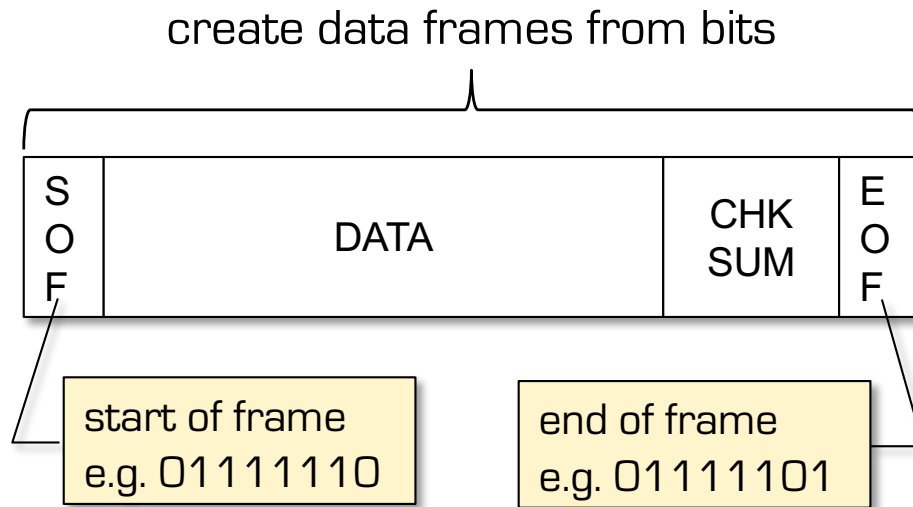 create data frames from bits
S
O
F
DATA
CHK
SUM
E
O
F
start of frame
e.g. 01111110
end of frame
e.g. 01111101